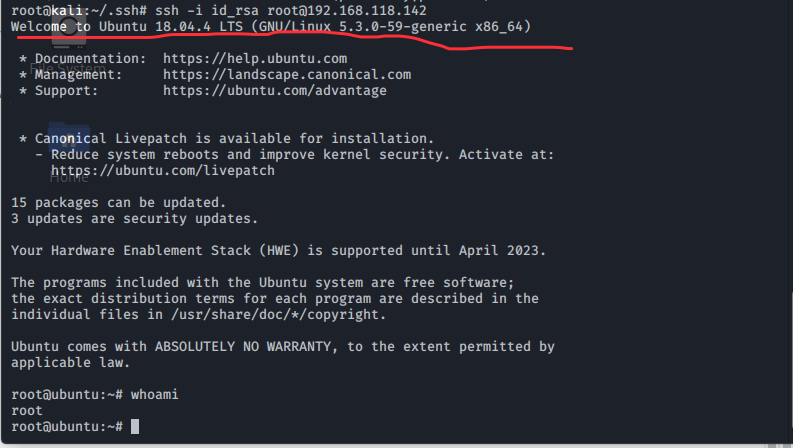 root@kali:~/.ssh# ssh -i id_rsa root@192.168.118.142
Welcome to Ubuntu 18.04.4 LTS (GNU/Linux 5.3.0-59-generic x86_64)
File System
* Documentation:  https://help.ubuntu.com
* Management:     https://landscape.canonical.com
* Support:        https://ubuntu.com/advantage
* Canonical Livepatch is available for installation.
- Reduce system reboots and improve kernel security. Activate at:
https://ubuntu.com/livepatch
Home
15 packages can be updated.
3 updates are security updates.
Your Hardware Enablement Stack (HWE) is supported until April 2023.
The programs included with the Ubuntu system are free software;
the exact distribution terms for each program are described in the
individual files in /usr/share/doc/*/copyright.
Ubuntu comes with ABSOLUTELY NO WARRANTY, to the extent permitted by
applicable law.
root@ubuntu:~# whoami
root
root@ubuntu:~#